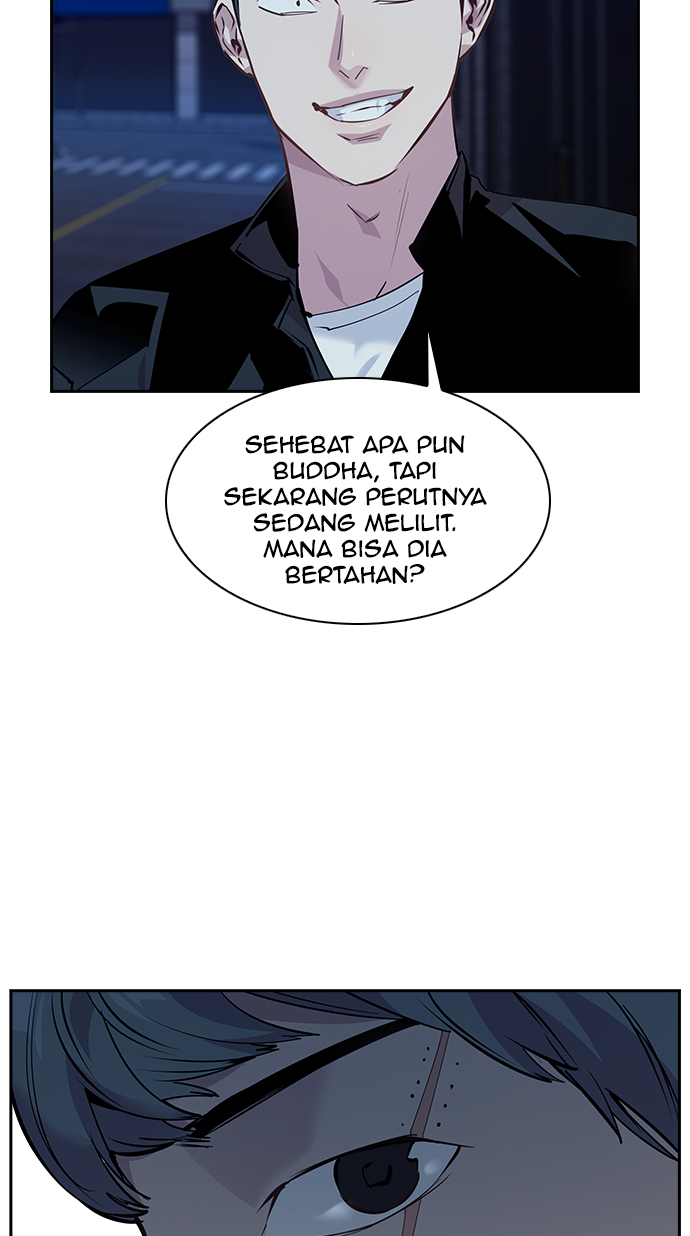 SEHEBAT APA PUN
BUDDHA, TAPI
SEKARANG PERUTNYA
SEDANG MELILIT.
MANA BISA DIA
BERTAHAN?